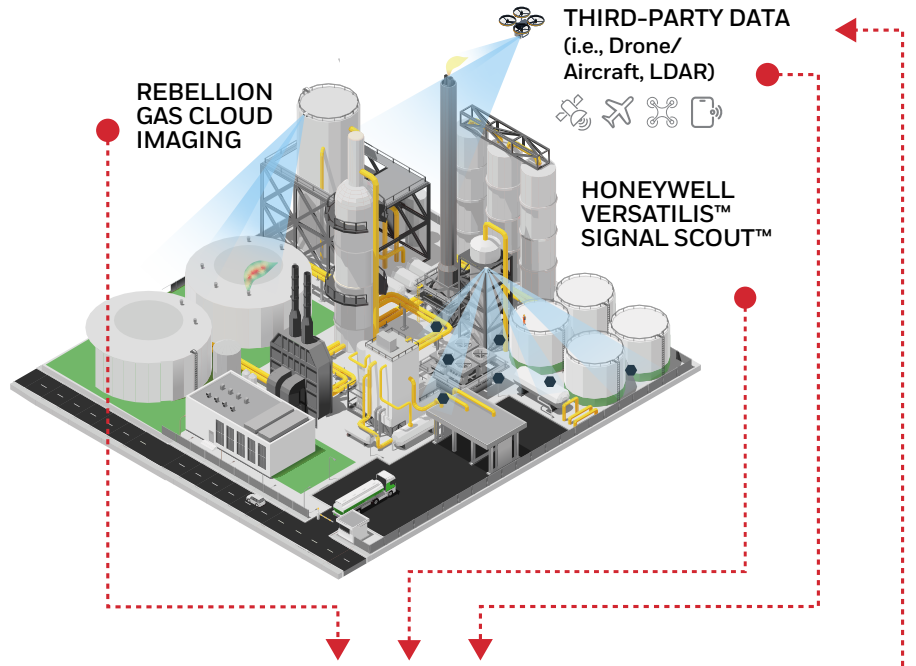 THIRD-PARTY DATA
(i.e., Drone/
Aircraft, LDAR)
REBELLION
GAS CLOUD
IMAGING
HONEYWELL
VERSATILIS™
SIGNAL SCOUT™